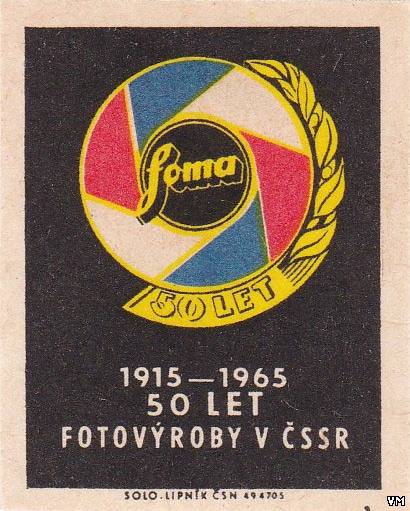 foma
50 LET
1915—1965
50 LET
FOTOVÝROBY V ČSSR
SOLO-LIPNÍK ČSN 494705
VM